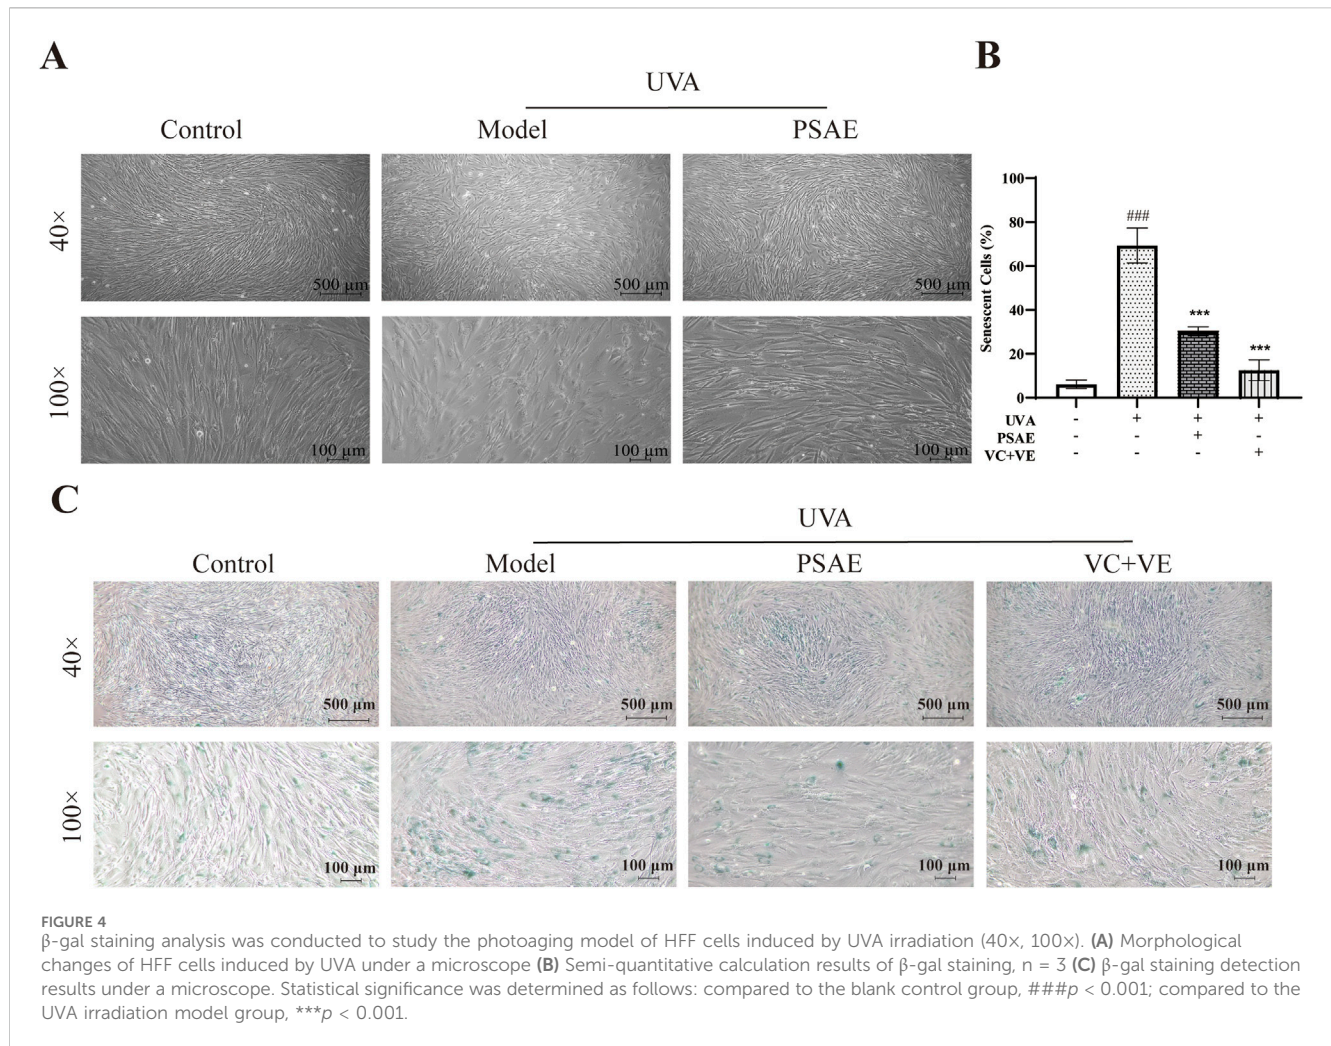 A
UVA
Control
Model
PSAE
40×
500 µm
500 µm
500 µm
100×
100 µm
100 µm
100 µm
B
100
80
60
40
20
0
Senescent Cells (%)
###
***
***
UVA - + + +
PSAE - - + -
VC+VE - - - +
C
UVA
Control
Model
PSAE
VC+VE
40×
500 µm
500 µm
500 µm
500 µm
100×
100 µm
100 µm
100 µm
100 µm
FIGURE 4
β-gal staining analysis was conducted to study the photoaging model of HFF cells induced by UVA irradiation (40×, 100×). (A) Morphological
changes of HFF cells induced by UVA under a microscope (B) Semi-quantitative calculation results of β-gal staining, n = 3 (C) β-gal staining detection
results under a microscope. Statistical significance was determined as follows: compared to the blank control group, ###p < 0.001; compared to the
UVA irradiation model group, ***p < 0.001.